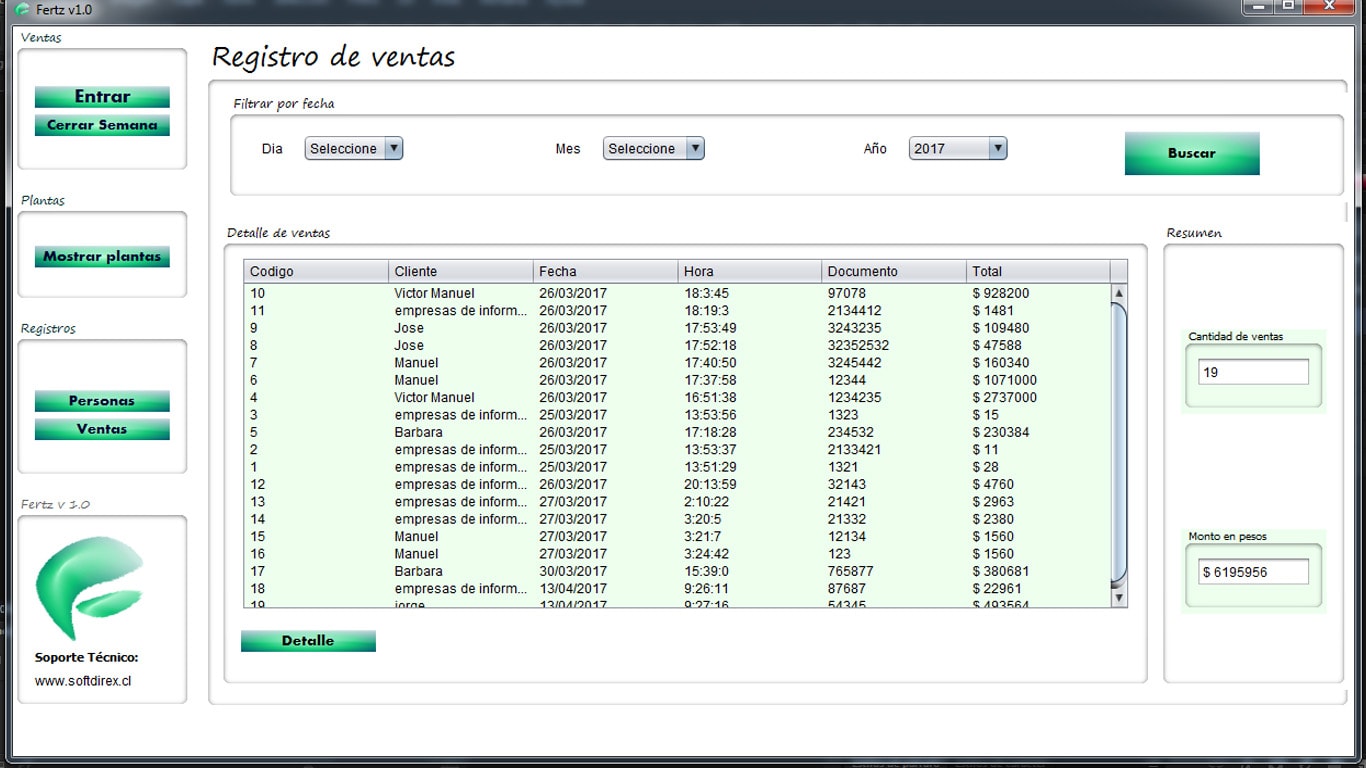 Fertz v1.0
Ventas
Entrar
Cerrar Semana
Plantas
Mostrar plantas
Registros
Personas
Ventas
Fertz v 1.0
Soporte Técnico:
www.softdirex.cl
Registro de ventas
Filtrar por fecha
Dia Seleccione Mes Seleccione Año 2017 Buscar
Detalle de ventas
Codigo Cliente Fecha Hora Documento Total
10 Victor Manuel 26/03/2017 18:3:45 97078 $ 928200
11 empresas de inform... 26/03/2017 18:19:3 2134412 $ 1481
9 Jose 26/03/2017 17:53:49 3243235 $ 109480
8 Jose 26/03/2017 17:52:18 32352532 $ 47588
7 Manuel 26/03/2017 17:40:50 3245442 $ 160340
6 Manuel 26/03/2017 17:37:58 12344 $ 1071000
4 Victor Manuel 26/03/2017 16:51:38 1234235 $ 2737000
3 empresas de inform... 25/03/2017 13:53:56 1323 $ 15
5 Barbara 26/03/2017 17:18:28 234532 $ 230384
2 empresas de inform... 25/03/2017 13:53:37 2133421 $ 11
1 empresas de inform... 25/03/2017 13:51:29 1321 $ 28
12 empresas de inform... 26/03/2017 20:13:59 32143 $ 4760
13 empresas de inform... 27/03/2017 2:10:22 21421 $ 2963
14 empresas de inform... 27/03/2017 3:20:5 21332 $ 2380
15 Manuel 27/03/2017 3:21:7 12134 $ 1560
16 Manuel 27/03/2017 3:24:42 123 $ 1560
17 Barbara 30/03/2017 15:39:0 765877 $ 380681
18 empresas de inform... 13/04/2017 9:26:11 87687 $ 22961
19 jorge 13/04/2017 9:27:16 54345 $ 493564
Detalle
Resumen
Cantidad de ventas
19
Monto en pesos
$ 6195956